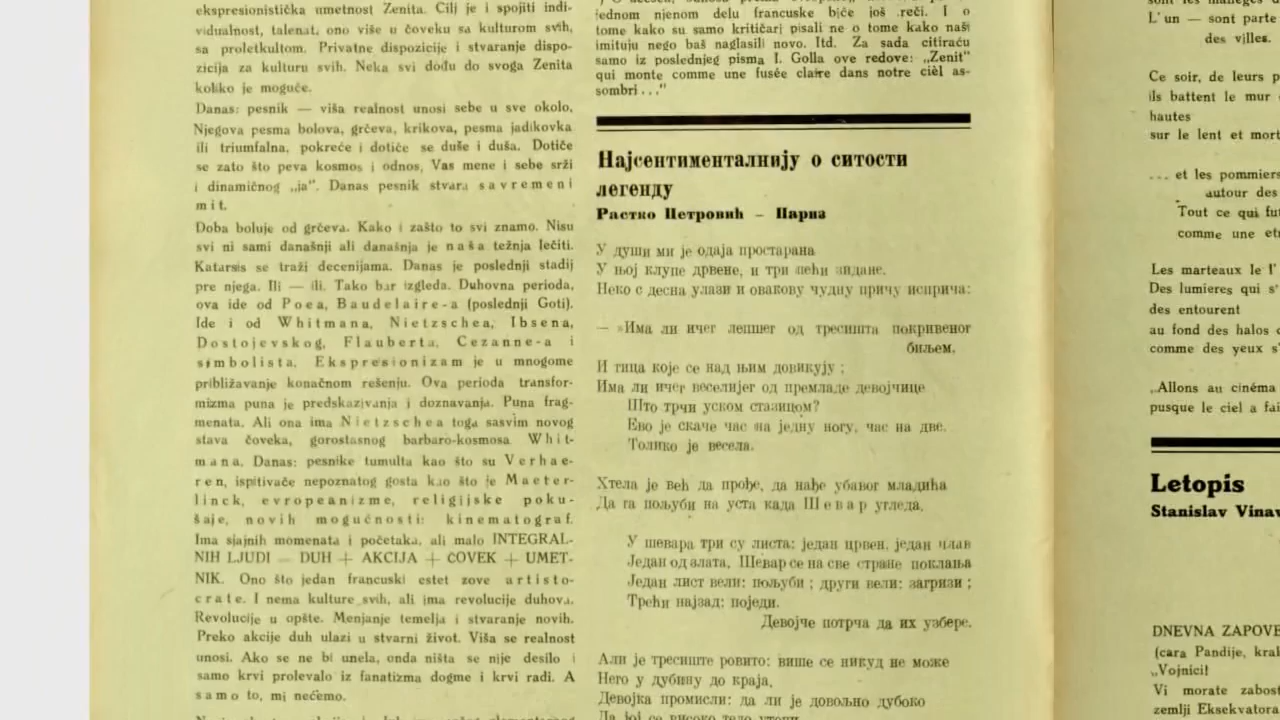 ekspresionistička umetnost Zenita. Cilj je i spojiti indi-
vidualnost, talenat, ono više u čoveku sa kulturom svih,
sa proletkultom. Privatne dispozicije i stvaranje dispo-
zicija za kulturu svih. Neka svi dođu do svoga Zenita
koliko je moguće.
Danas: pesnik — viša realnost unosi sebe u sve okolo,
Njegova pesma bolova, grčeva, krikova, pesma jadikovka
ili triumfalna, pokreće i dotiče se duše i duša. Dotiče
se zato što peva kosmos i odnos, Vas mene i sebe srži
i dinamičnog „ja". Danas pesnik stvara savremeni
mit.
Doba boluje od grčeva. Kako i zašto to svi znamo. Nisu
svi ni sami današnji ali današnja je naša težnja lečiti.
Katarsis se traži decenijama. Danas je poslednji stadij
pre njega. Ili — ili. Tako bar izgleda. Duhovna perioda,
ova ide od Poea, Baudelaire-a (poslednji Goti).
Ide i od Whitmana, Nietzschea, Ibsena,
Dostojevskog, Flauberta, Cezanne-a i
simbolista. Ekspresionizam je u mnogome
približavanje konačnom rešenju. Ova perioda transfor-
mizma puna je predskazivanja i doznavanja. Puna frag-
menata. Ali ona ima Nietzschea toga sasvim novog
stava čoveka, gorostasnog barbaro-kosmosa Whit-
mana. Danas: pesnike tumulta kao što su Verhae-
ren, ispitivače nepoznatog gosta kao što je Maeter-
linck, evropeanizme, religijske poku-
šaje, novih mogućnosti: kinematograf.
Ima sjajnih momenata i početaka, ali malo INTEGRAL-
NIH LJUDI — DUH + AKCIJA + ČOVEK + UMET-
NIK. Ono što jedan francuski estet zove artisto-
crate. I nema kulture svih, ali ima revolucije duhova.
Revolucije u opšte. Menjanje temelja i stvaranje novih.
Preko akcije duh ulazi u stvarni život. Viša se realnost
unosi. Ako se ne bi unela, onda ništa se nije desilo i
samo krvi prolevalo iz fanatizma dogme i krvi radi. A
samo to, mi nećemo.
jednom njenom delu francuske biće još reči. I o
tome kako su samo kritičari pisali ne o tome kako naši
imituju nego baš naglasili novo. Itd. Za sada citiraću
samo iz poslednjeg pisma I. Golla ove redove: „Zenit"
qui monte comme une fusée claire dans notre ciel as-
sombri ..."
Најсентименталнију о ситости
легенду
Растко Петровић – Париз
У души ми је одаја простарана
У њој клупе дрвене, и три пећи зидане.
Неко с десна улази и овакову чудну причу исприча:
— »Има ли ичег лепшег од тресишта покривеног
биљем,
И тица које се над њим довикују ;
Има ли ичег веселијег од премладе девојчице
Што трчи уском стазицом?
Ево је скаче час на једну ногу, час на две.
Толико је весела.
Хтела је већ да прође, да нађе убавог младића
Да га пољуби на уста када Шевар угледа.
У шевара три су листа: један црвен, један члав
Један од злата, Шевар се на све стране поклања
Један лист вели: пољуби ; други вели: загризи ;
Трећи најзад: поједи.
Девојче потрча да их узбере.
Али је тресиште ровито: више се никуд не може
Него у дубину до краја,
Девојка промисли: да ли је довољно дубоко
L'un — sont parte
des villes.
Ce soir, de leurs p
ils battent le mur
hautes
sur le lent et mort
... et les pommiers
autour des
Tout ce qui fut
comme une etr
Les marteaux le l'
Des lumieres qui s'
des entourent
au fond des halos
comme des yeux s'
„Allons au cinéma
pusque le ciel a fai
Letopis
Stanislav Vinav
DNEVNA ZAPOVE
(cara Pandije, kral
„Vojnici!
Vi morate zabost
zemlji Eksekvatora